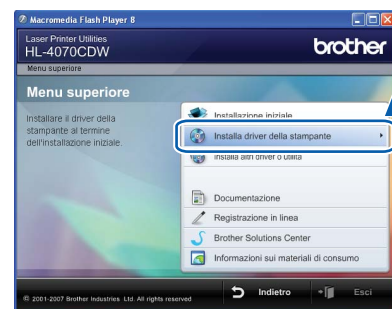 Macromedia Flash Player 8
Laser Printer Utilities
HL-4070CDW
brother
Menu superiore
Menu superiore
Installare il driver della
stampante al termine
dell'installazione iniziale.
Installazione iniziale
Installa driver della stampante
Installa altri driver o utilità
Documentazione
Registrazione in linea
Brother Solutions Center
Informazioni sui materiali di consumo
© 2001-2007 Brother Industries Ltd. All rights reserved
Indietro
Esci